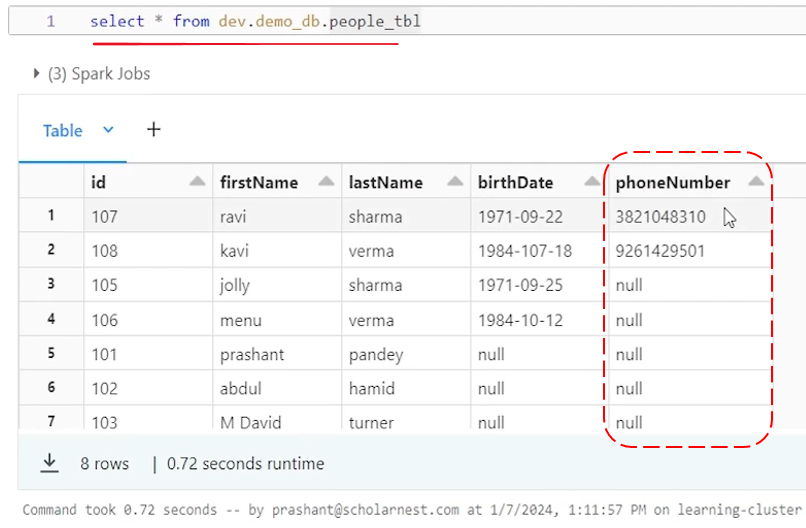 1 select * from dev.demo_db.people_tbl
(3) Spark Jobs
Table +
id firstName lastName birthDate phoneNumber
1 107 ravi sharma 1971-09-22 3821048310
2 108 kavi verma 1984-107-18 9261429501
3 105 jolly sharma 1971-09-25 null
4 106 menu verma 1984-10-12 null
5 101 prashant pandey null null
6 102 abdul hamid null null
7 103 M David turner null null
8 rows | 0.72 seconds runtime
Command took 0.72 seconds -- by prashant@scholarnest.com at 1/7/2024, 1:11:57 PM on learning-cluster